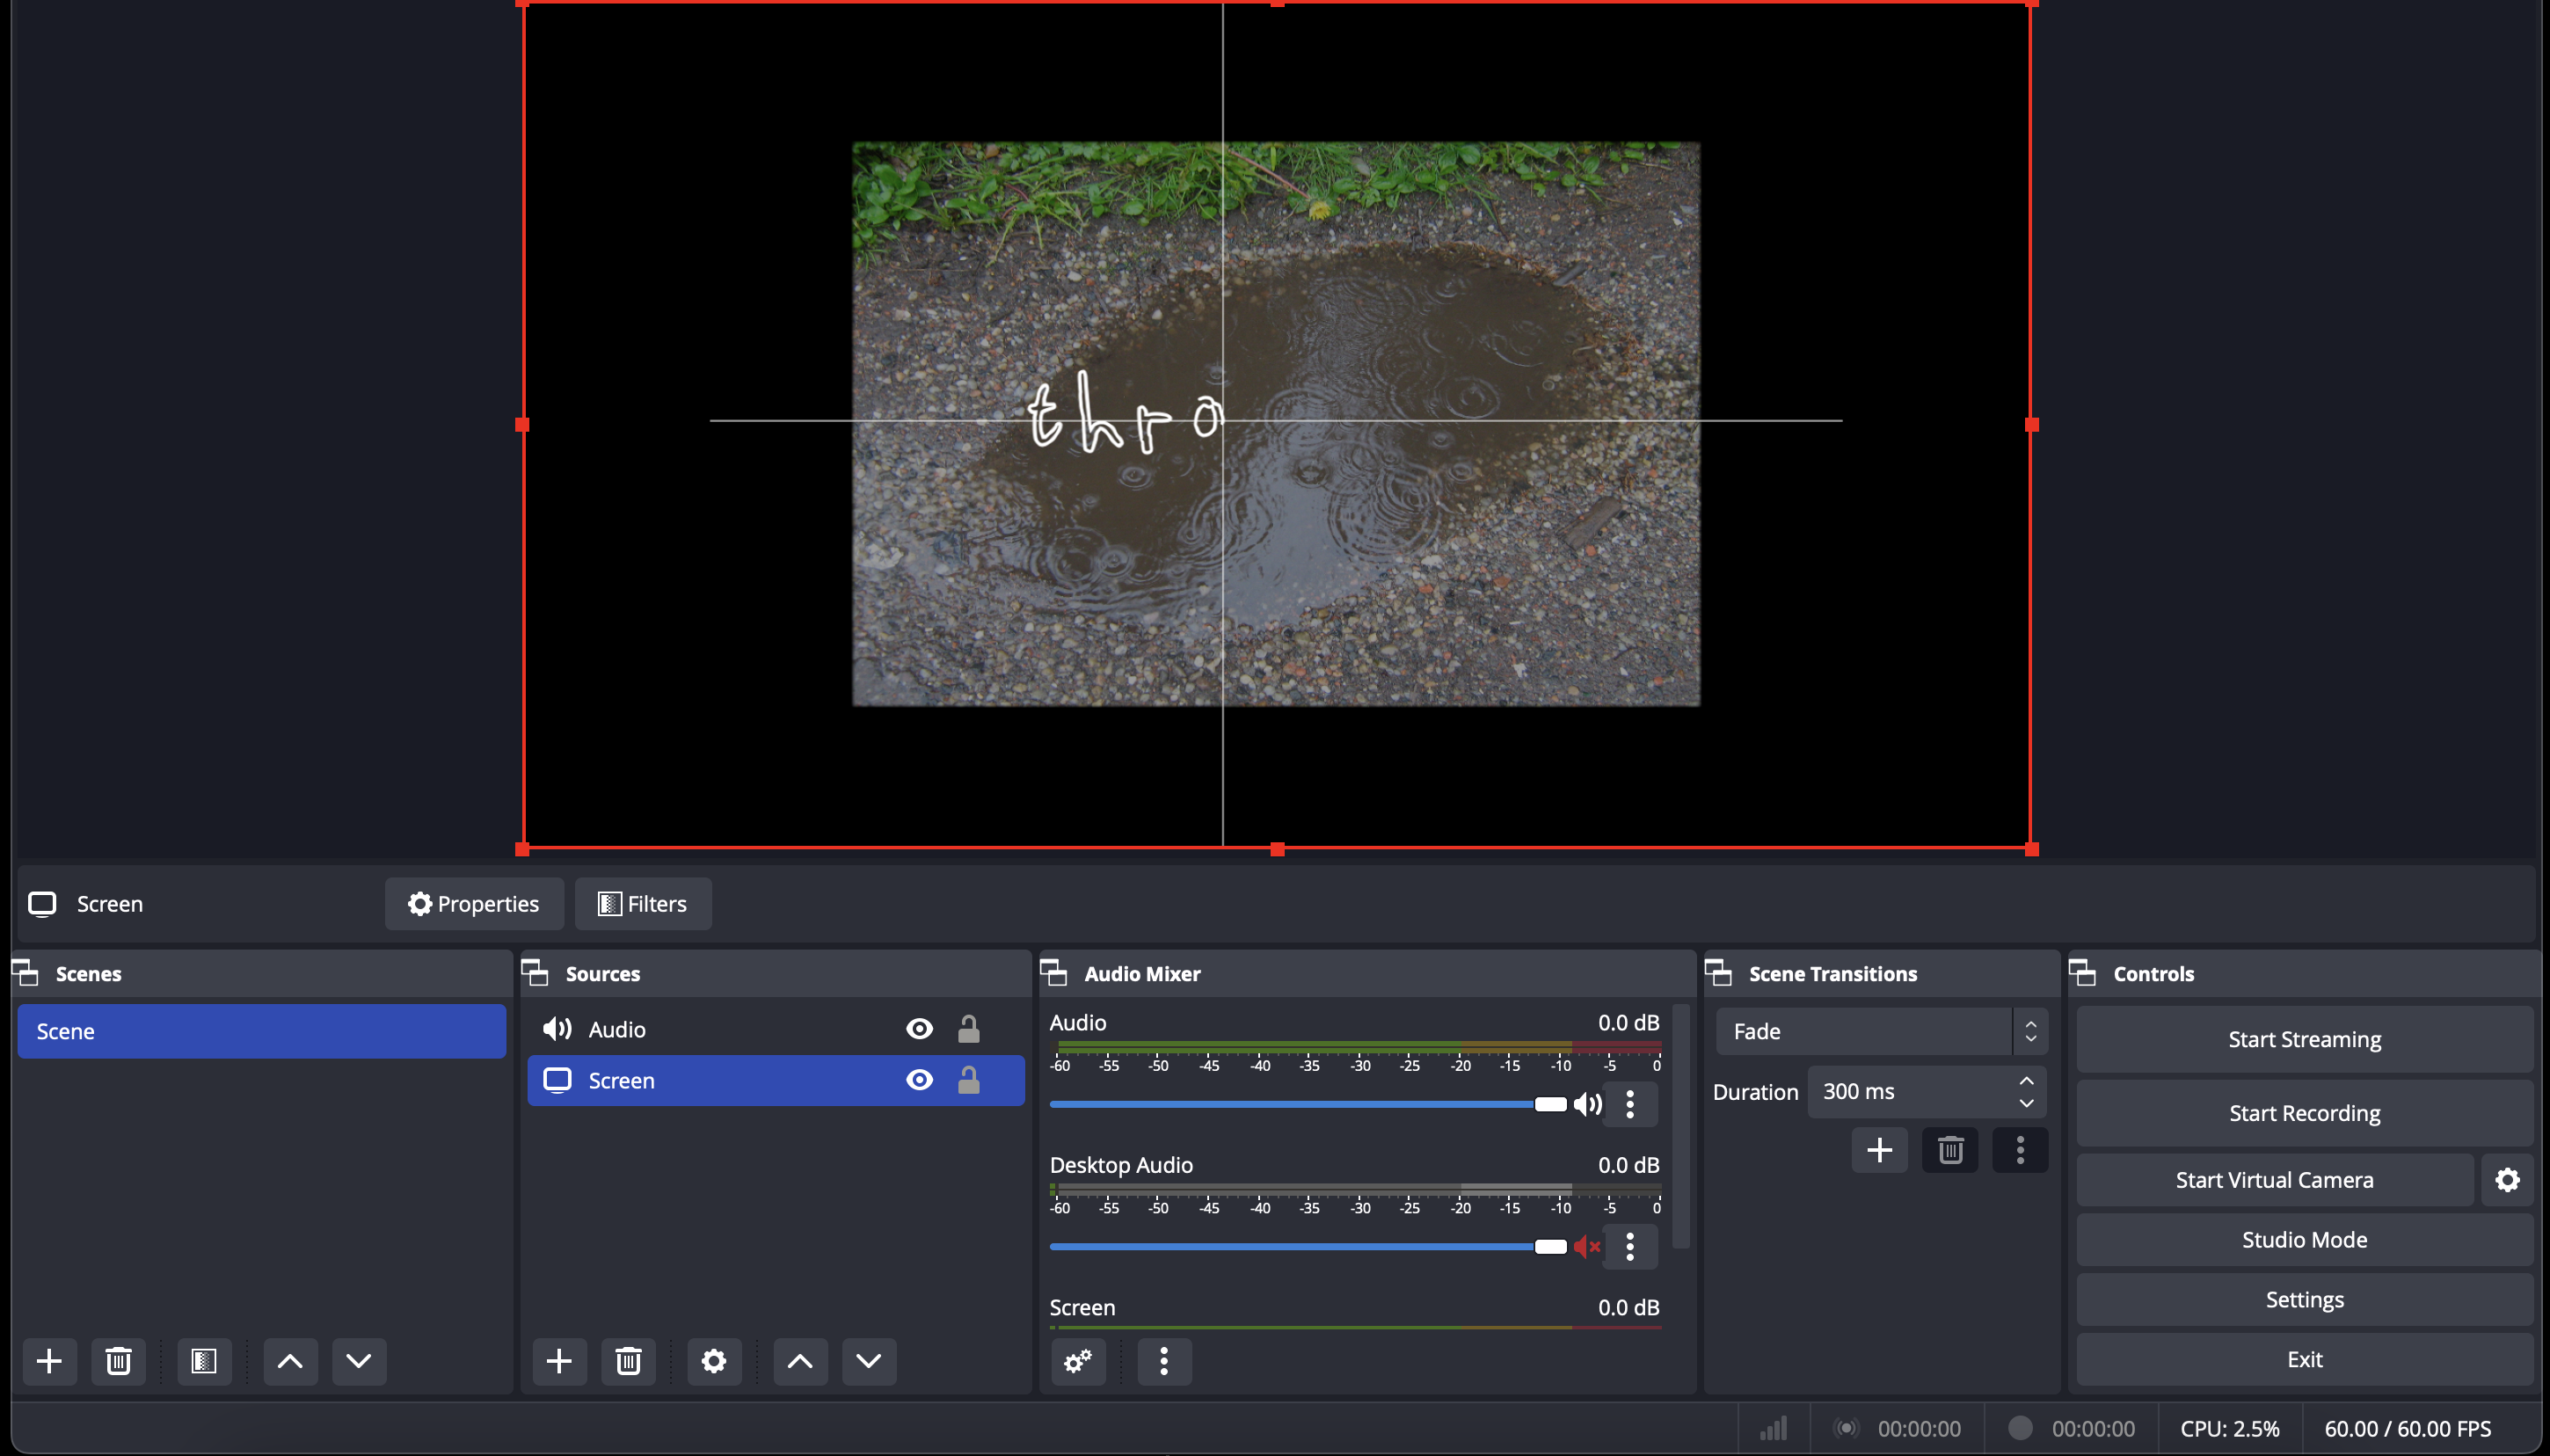 thro
Screen
Properties
Filters
Scenes
Scene
Sources
Audio
Screen
Audio Mixer
Audio 0.0 dB
-60 -55 -50 -45 -40 -35 -30 -25 -20 -15 -10 -5 0
Desktop Audio 0.0 dB
-60 -55 -50 -45 -40 -35 -30 -25 -20 -15 -10 -5 0
Screen 0.0 dB
Scene Transitions
Fade
Duration 300 ms
Controls
Start Streaming
Start Recording
Start Virtual Camera
Studio Mode
Settings
Exit
00:00:00 00:00:00 CPU: 2.5% 60.00 / 60.00 FPS